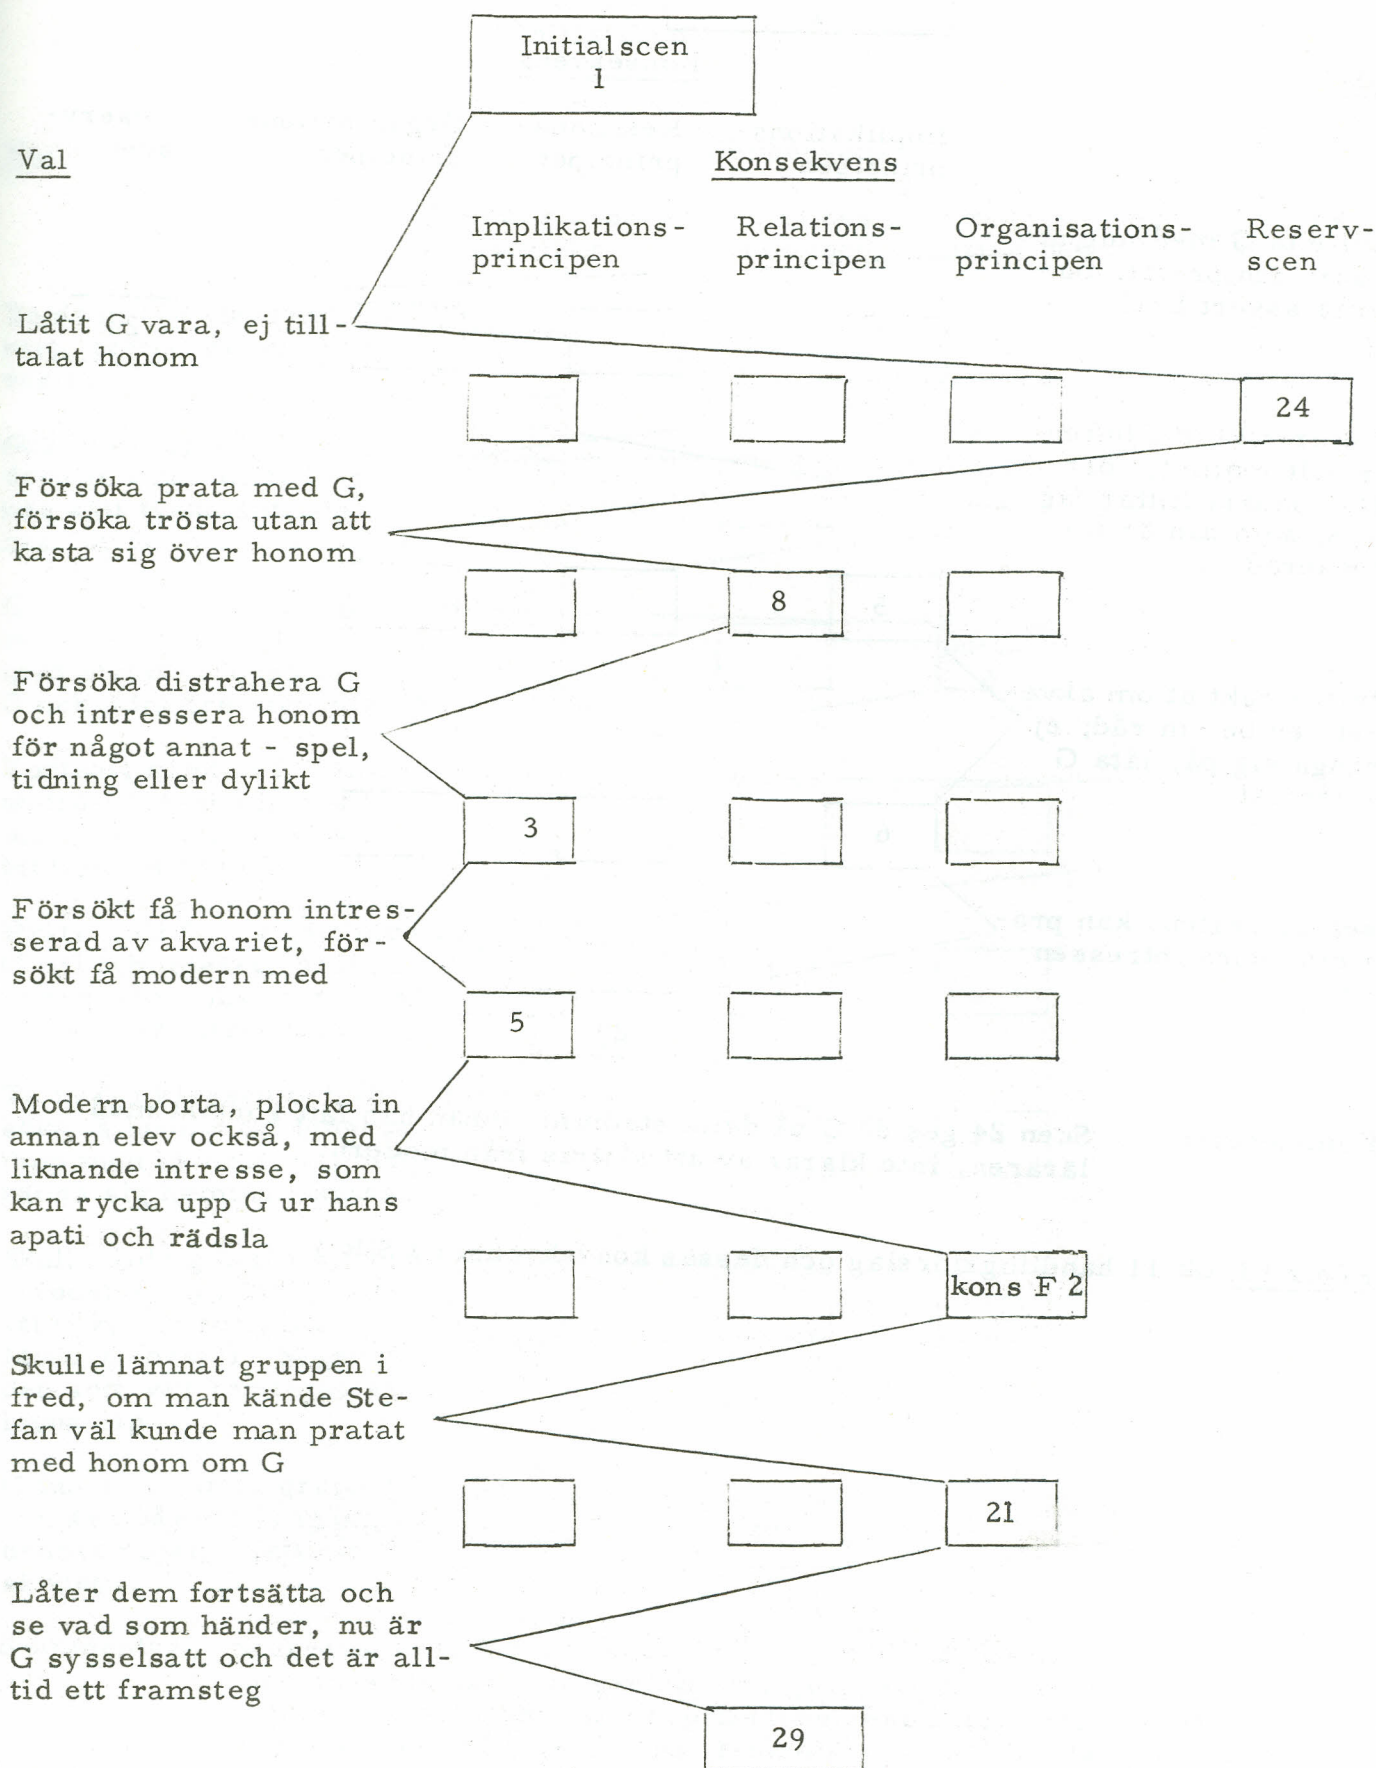 Initialscen
1
Val
Konsekvens
Implikations-
principen
Relations-
principen
Organisations-
principen
Reserv-
scen
Låtit G vara, ej till-
talat honom
24
Försöka prata med G,
försöka trösta utan att
kasta sig över honom
8
Försöka distrahera G
och intressera honom
för något annat - spel,
tidning eller dylikt
3
Försökt få honom intres-
serad av akvariet, för-
sökt få modern med
5
Modern borta, plocka in
annan elev också, med
liknande intresse, som
kan rycka upp G ur hans
apati och rädsla
kons F 2
Skulle lämnat gruppen i
fred, om man kände Ste-
fan väl kunde man pratat
med honom om G
21
Låter dem fortsätta och
se vad som händer, nu är
G sysselsatt och det är all-
tid ett framsteg
29